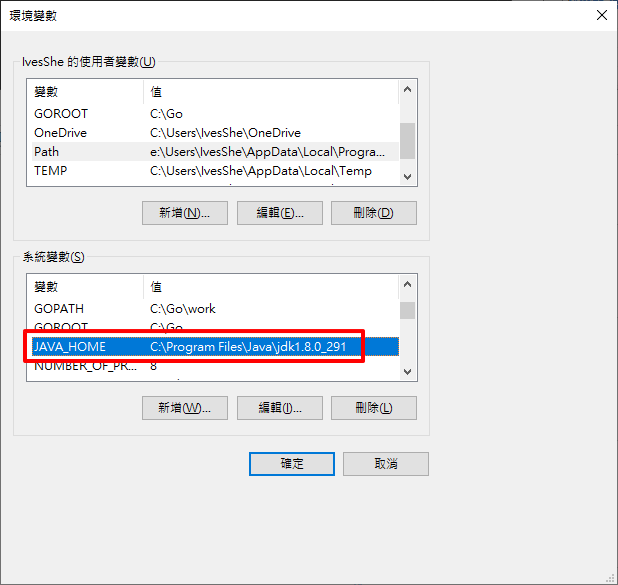 環境變數
IvesShe 的使用者變數(U)
變數 值
GOROOT C:\Go
OneDrive C:\Users\IvesShe\OneDrive
Path e:\Users\IvesShe\AppData\Local\Progra...
TEMP C:\Users\IvesShe\AppData\Local\Temp
新增(N)... 編輯(E)... 刪除(D)
系統變數(S)
變數 值
GOPATH C:\Go\work
GOROOT C:\Go
JAVA_HOME C:\Program Files\Java\jdk1.8.0_291
NUMBER_OF_PR... 8
新增(W)... 編輯(I)... 刪除(L)
確定 取消